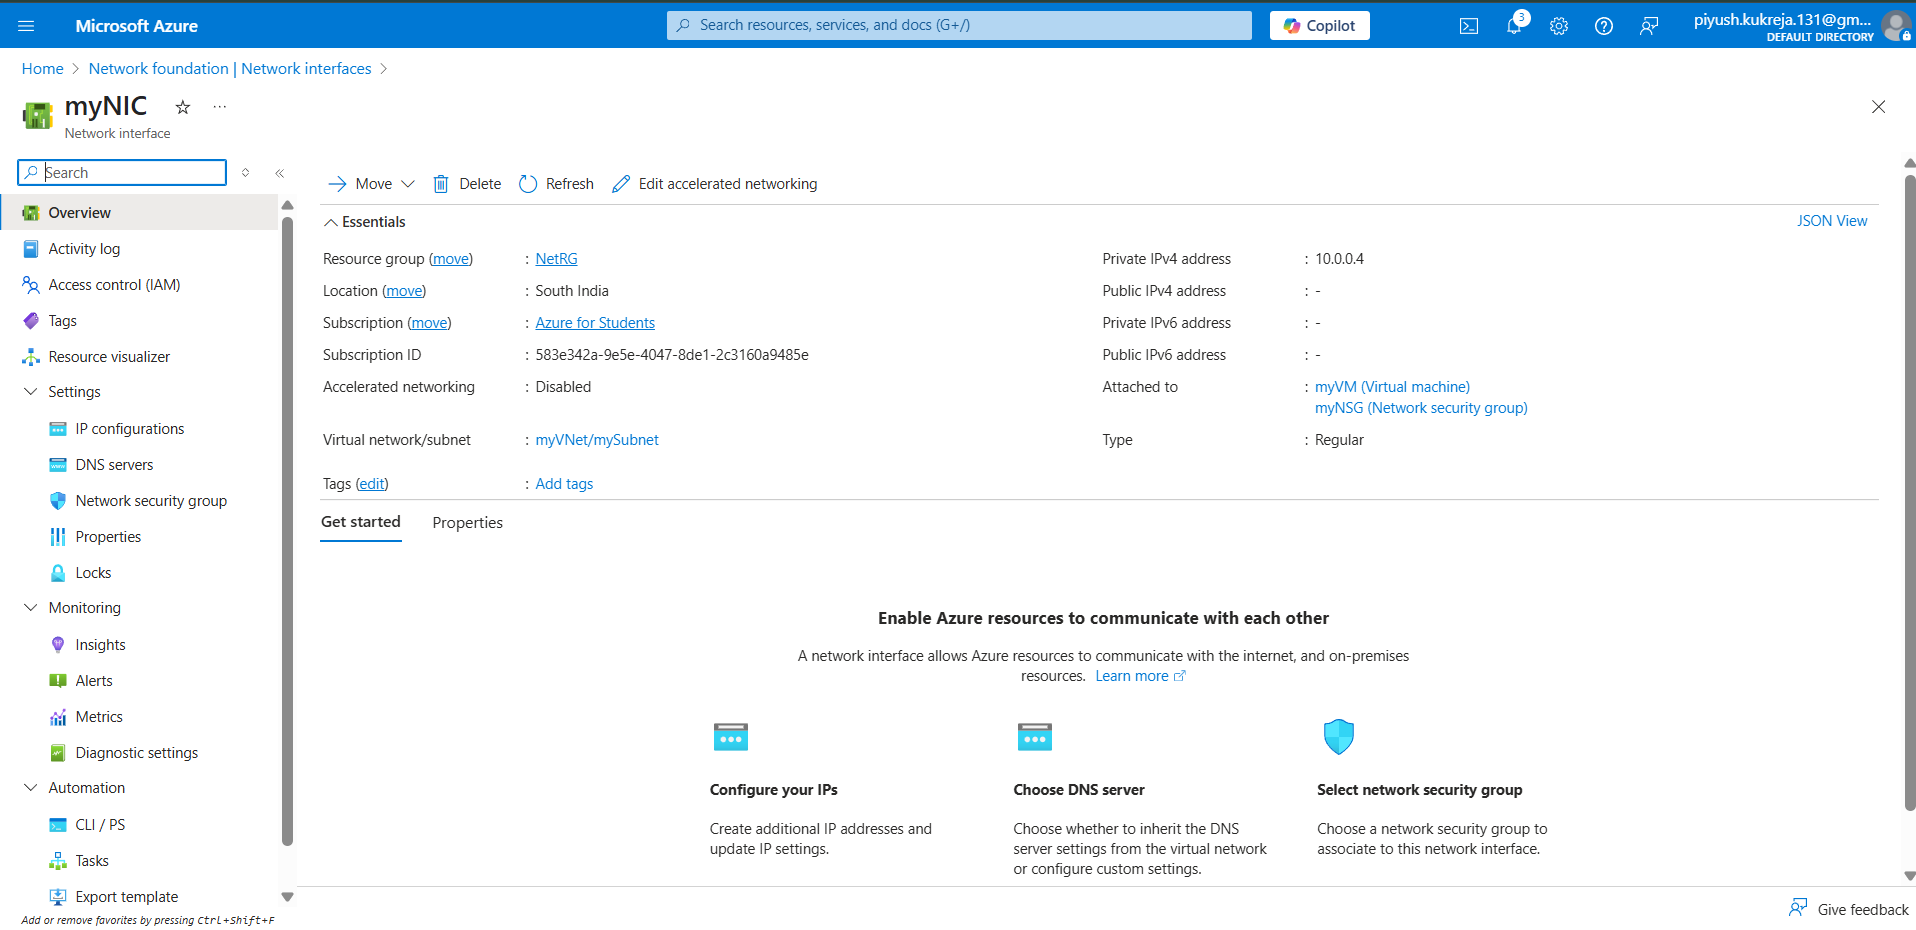 Microsoft Azure
Search resources, services, and docs (G+/)
Copilot
3
piyush.kukreja.131@gm...
DEFAULT DIRECTORY
Home > Network foundation | Network interfaces >
myNIC
Network interface
Search
Overview
Activity log
Access control (IAM)
Tags
Resource visualizer
Settings
IP configurations
DNS servers
Network security group
Properties
Locks
Monitoring
Insights
Alerts
Metrics
Diagnostic settings
Automation
CLI / PS
Tasks
Export template
Add or remove favorites by pressing Ctrl+Shift+F
Move
Delete
Refresh
Edit accelerated networking
Essentials
JSON View
Resource group (move) : NetRG
Location (move) : South India
Subscription (move) : Azure for Students
Subscription ID : 583e342a-9e5e-4047-8de1-2c3160a9485e
Accelerated networking : Disabled
Virtual network/subnet : myVNet/mySubnet
Tags (edit) : Add tags
Private IPv4 address : 10.0.0.4
Public IPv4 address : -
Private IPv6 address : -
Public IPv6 address : -
Attached to : myVM (Virtual machine)
myNSG (Network security group)
Type : Regular
Get started
Properties
Enable Azure resources to communicate with each other
A network interface allows Azure resources to communicate with the internet, and on-premises
resources. Learn more
Configure your IPs
Create additional IP addresses and
update IP settings.
Choose DNS server
Choose whether to inherit the DNS
server settings from the virtual network
or configure custom settings.
Select network security group
Choose a network security group to
associate to this network interface.
Give feedback